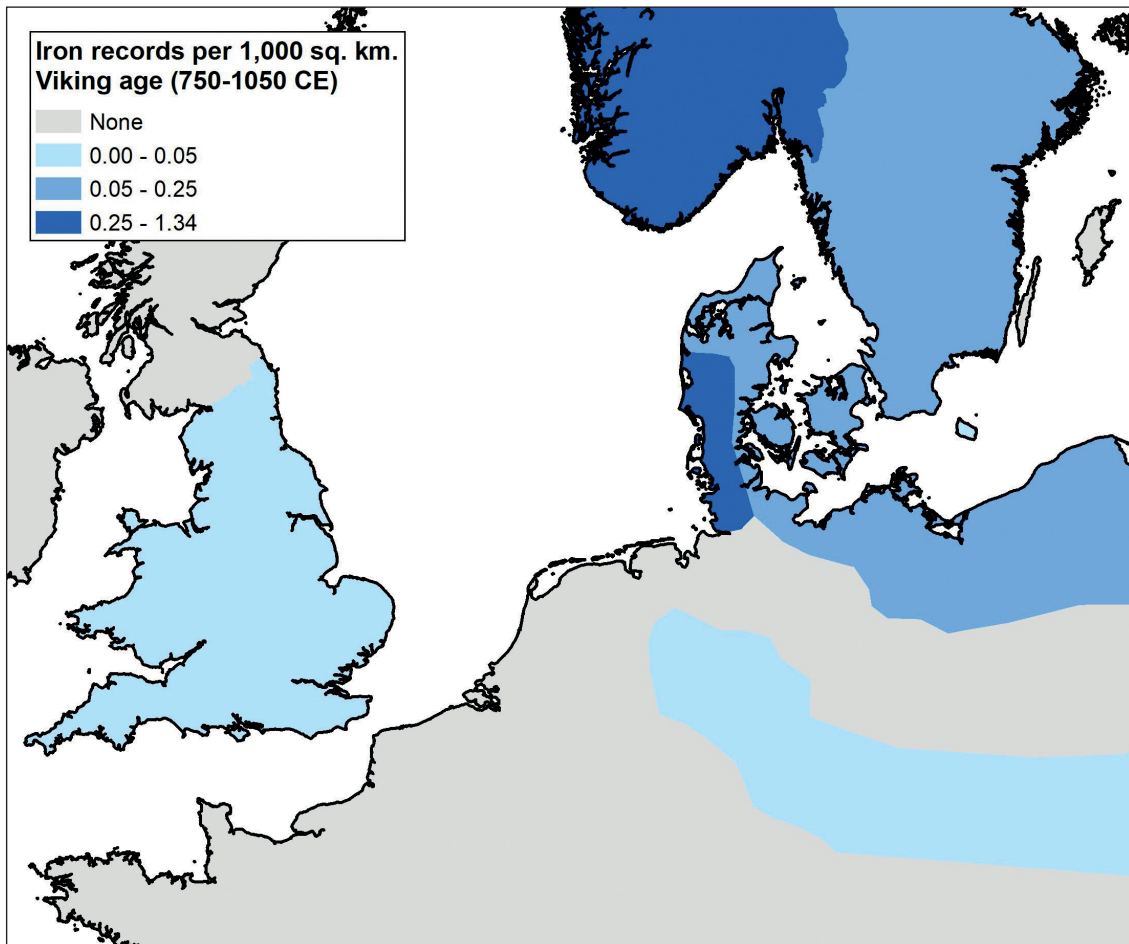 Iron records per 1,000 sq. km.
Viking age (750-1050 CE)
None
0.00 - 0.05
0.05 - 0.25
0.25 - 1.34